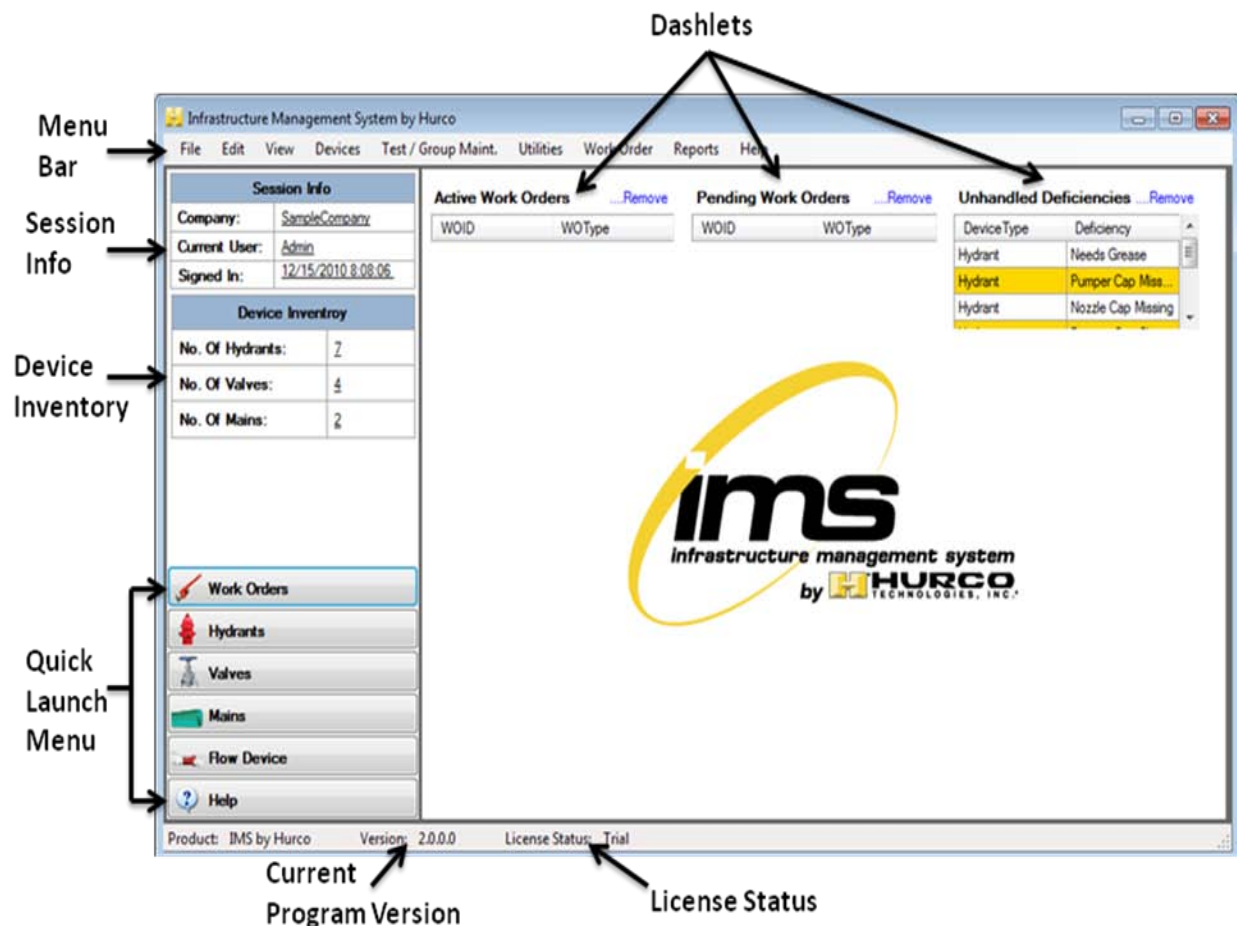 Dashlets
Menu Bar
Session Info
Device Inventory
Quick Launch Menu
Infrastructure Management System by Hurco
File Edit View Devices Test / Group Maint. Utilities Work Order Reports Help
Session Info
Company: SampleCompany
Current User: Admin
Signed In: 12/15/2010 8:08:06
Device Inventroy
No. Of Hydrants: 7
No. Of Valves: 4
No. Of Mains: 2
Work Orders
Hydrants
Valves
Mains
Flow Device
Help
Active Work Orders ....Remove
WOID WOType
Pending Work Orders ....Remove
WOID WOType
Unhandled Deficiencies ....Remove
DeviceType Deficiency
Hydrant Needs Grease
Hydrant Pumper Cap Miss...
Hydrant Nozzle Cap Missing
ims
infrastructure management system
by H HURCO
TECHNOLOGIES, INC.
Product: IMS by Hurco Version: 2.0.0.0 License Status: Trial
Current Program Version
License Status